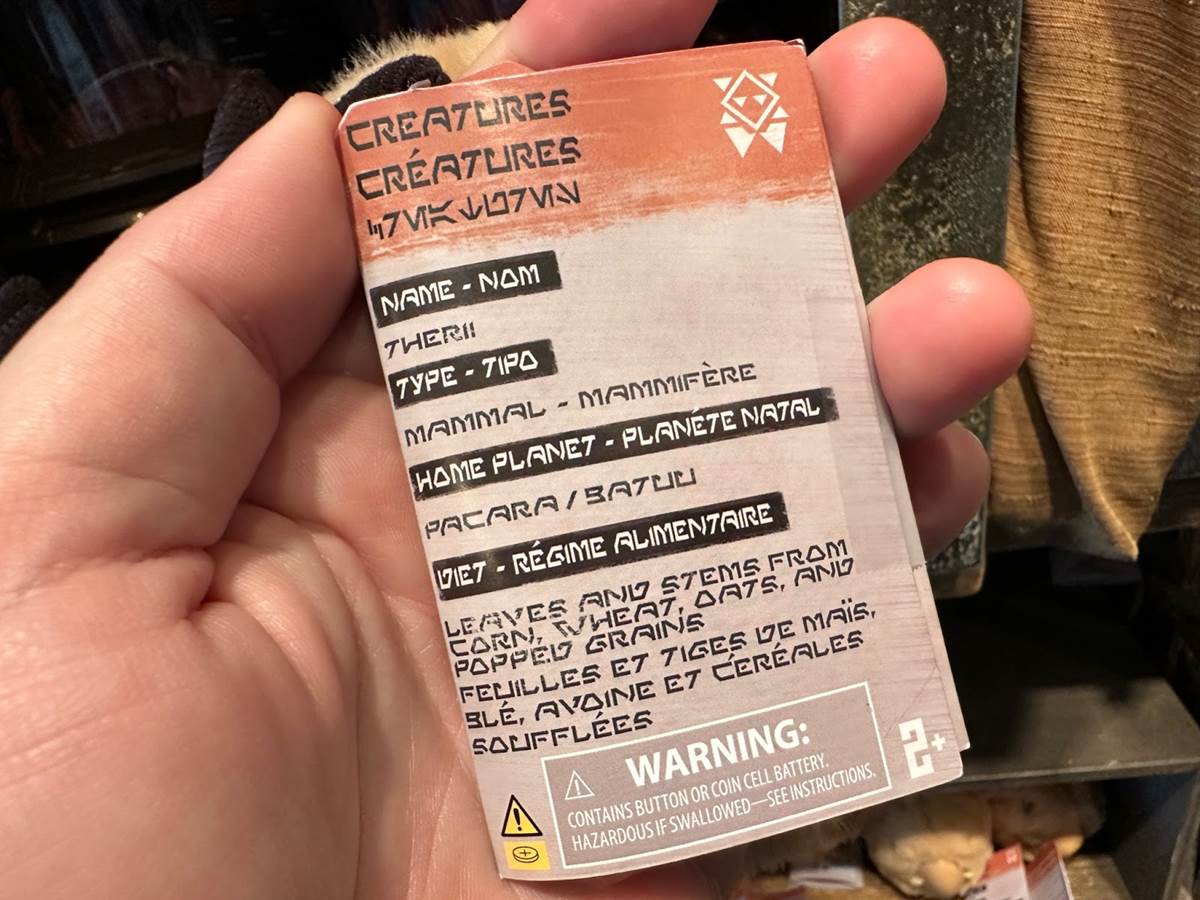 CREATURES
CRÉATURES
NAME - NOM
THERII
TYPE - TIPO
MAMMAL - MAMMIFÈRE
HOME PLANET - PLANÉTE NATAL
PACARA / BATUU
DIET - RÉGIME ALIMENTAIRE
LEAVES AND STEMS FROM
CORN, WHEAT, OATS, AND
POPPED GRAINS
FEUILLES ET TIGES DE MAÏS,
BLÉ, AVOINE ET CÉRÉALES
SOUFFLÉES
WARNING:
CONTAINS BUTTON OR COIN CELL BATTERY.
HAZARDOUS IF SWALLOWED—SEE INSTRUCTIONS.
2+